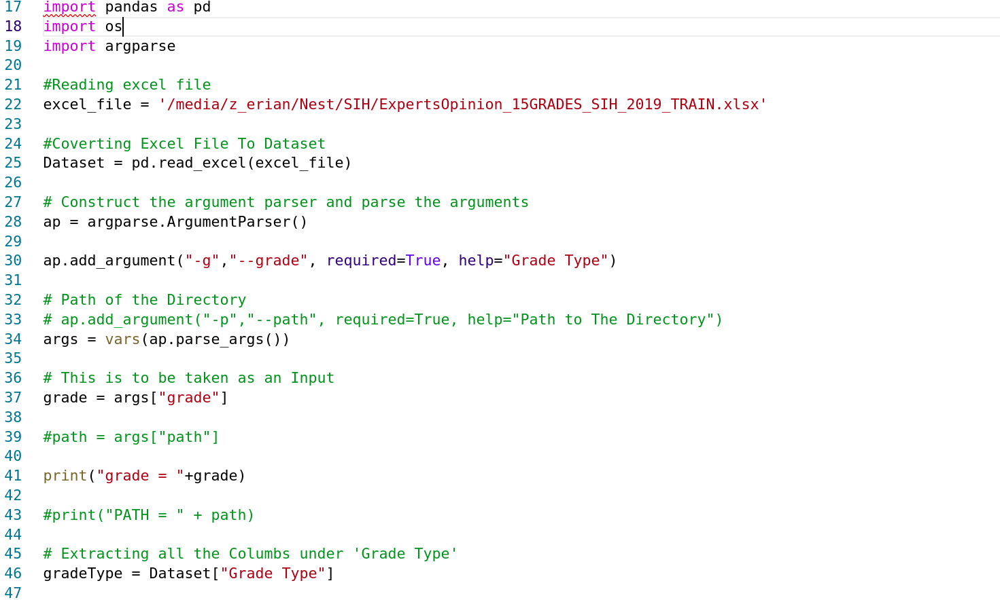 17 import pandas as pd
18 import os
19 import argparse
20
21 #Reading excel file
22 excel_file = '/media/z_erian/Nest/SIH/ExpertsOpinion_15GRADES_SIH_2019_TRAIN.xlsx'
23
24 #Coverting Excel File To Dataset
25 Dataset = pd.read_excel(excel_file)
26
27 # Construct the argument parser and parse the arguments
28 ap = argparse.ArgumentParser()
29
30 ap.add_argument("-g","--grade", required=True, help="Grade Type")
31
32 # Path of the Directory
33 # ap.add_argument("-p","--path", required=True, help="Path to The Directory")
34 args = vars(ap.parse_args())
35
36 # This is to be taken as an Input
37 grade = args["grade"]
38
39 #path = args["path"]
40
41 print("grade = "+grade)
42
43 #print("PATH = " + path)
44
45 # Extracting all the Columbs under 'Grade Type'
46 gradeType = Dataset["Grade Type"]
47